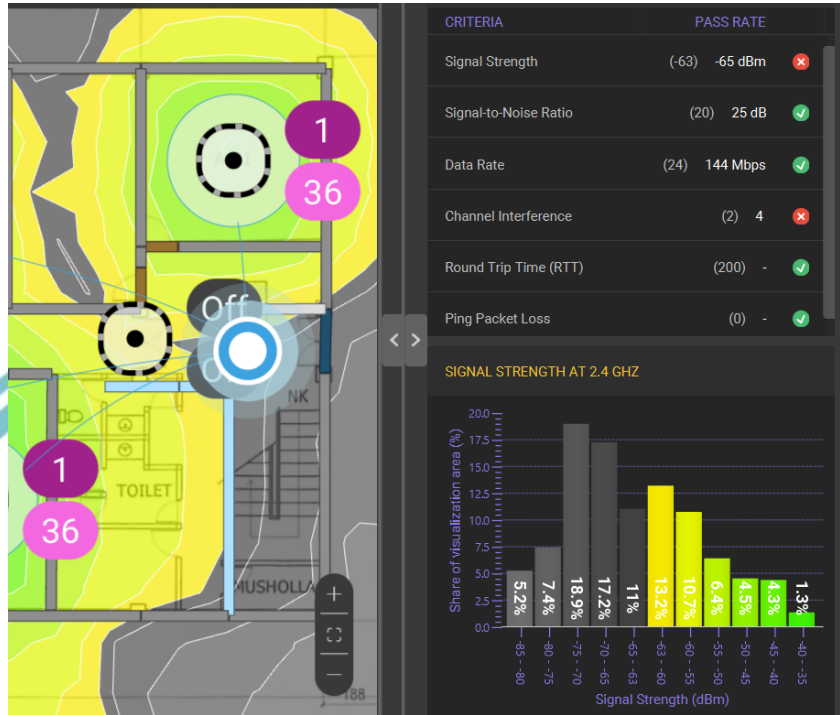 1
36
Off
NK
1
36
TOILET
MUSHOLLA
+
−
188
CRITERIA PASS RATE
Signal Strength (-63) -65 dBm
Signal-to-Noise Ratio (20) 25 dB
Data Rate (24) 144 Mbps
Channel Interference (2) 4
Round Trip Time (RTT) (200) -
Ping Packet Loss (0) -
SIGNAL STRENGTH AT 2.4 GHZ
Share of visualization area (%)
20.0
17.5
15.0
12.5
10.0
7.5
5.0
2.5
0.0
5.2% 7.4% 18.9% 17.2% 11% 13.2% 10.7% 6.4% 4.5% 4.3% 1.3%
-85 - -80 -80 - -75 -75 - -70 -70 - -65 -65 - -63 -63 - -60 -60 - -55 -55 - -50 -50 - -45 -45 - -40 -40 - -35
Signal Strength (dBm)